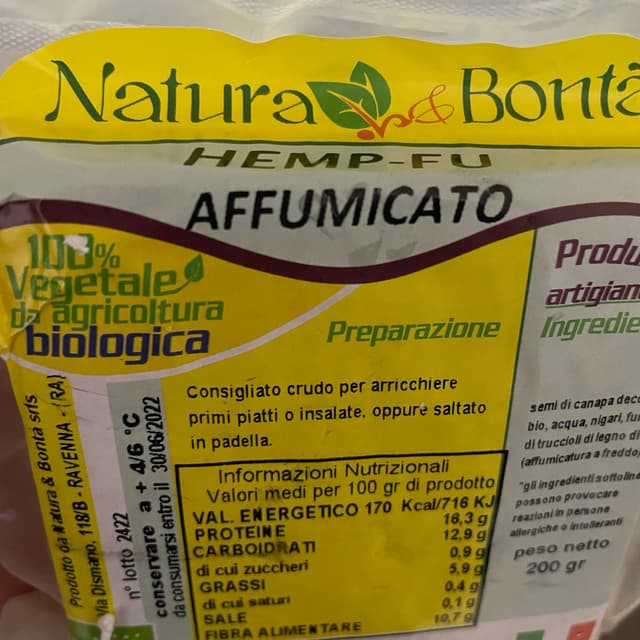 Natura & Bontà
HEMP-FU
AFFUMICATO
100%
Vegetale
da agricoltura
biologica
Preparazione
Consigliato crudo per arricchire
primi piatti o insalate, oppure saltato
in padella.
Informazioni Nutrizionali
Valori medi per 100 gr di prodotto
VAL. ENERGETICO 170 Kcal/716 KJ
PROTEINE 16,3 g
CARBOIDRATI 12,9 g
di cui zuccheri 0,9 g
GRASSI 5,9 g
di cui saturi 0,4 g
SALE 0,1 g
FIBRA ALIMENTARE 10,7 g
Produ
artigian
Ingredie
semi di canapa deco
bio, acqua, nigari, fu
di truccioli di legno di
(affumicatura a freddo)
"gli ingredienti sottoline
possono provocare
reazioni in persone
allergiche o intolleranti
peso netto
200 gr
Prodotto da Natura & Bontà srls
Via Dismano, 118/B - RAVENNA - (RA)
n° lotto 2422
conservare a + 4/6 °C
da consumarsi entro il 30/06/2022